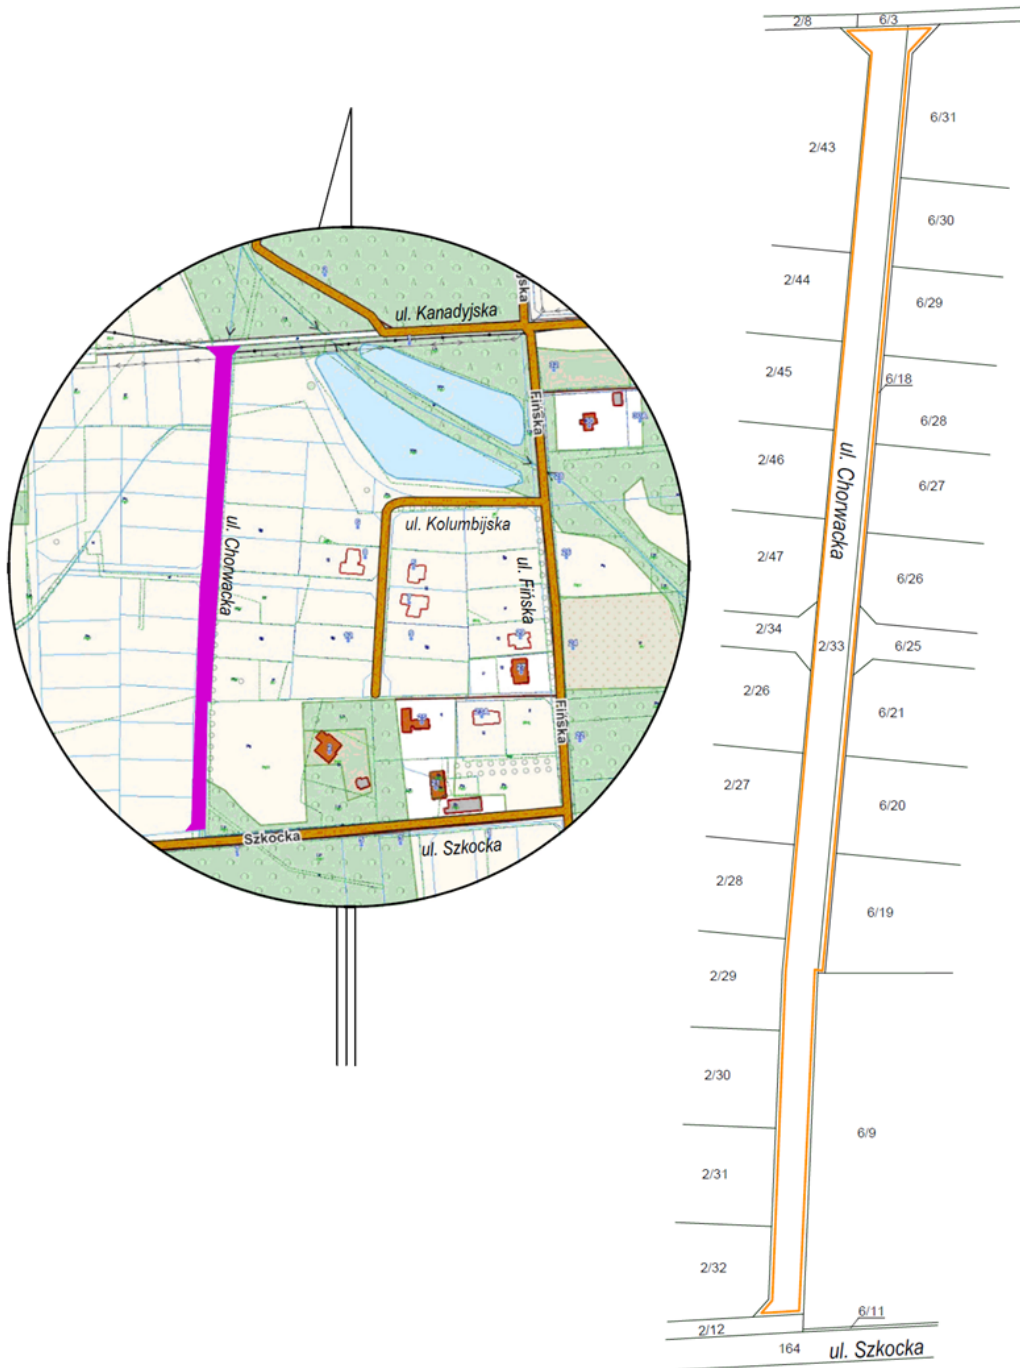 2/8
6/3
6/31
2/43
6/30
2/44
6/29
2/45
6/18
6/28
ul. Chorwacka
2/46
6/27
2/47
6/26
2/34
2/33
6/25
2/26
6/21
2/27
6/20
2/28
6/19
2/29
2/30
6/9
2/31
2/32
6/11
2/12
164
ul. Szkocka
ul. Kanadyjska
jska
Fińska
ul. Kolumbijska
ul. Chorwacka
ul. Fińska
Fińska
Szkocka
ul. Szkocka